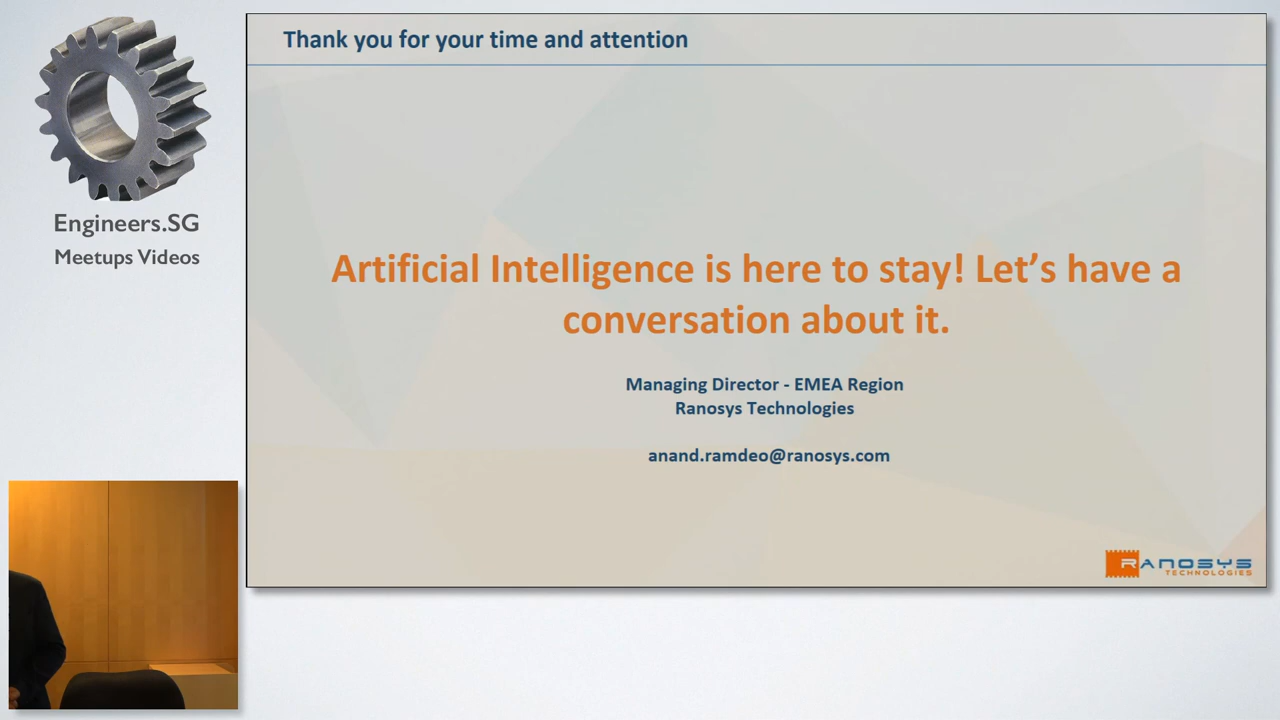 Engineers.SG
Meetups Videos
Thank you for your time and attention
Artificial Intelligence is here to stay! Let’s have a
conversation about it.
Managing Director - EMEA Region
Ranosys Technologies
anand.ramdeo@ranosys.com
RANOSYS
TECHNOLOGIES